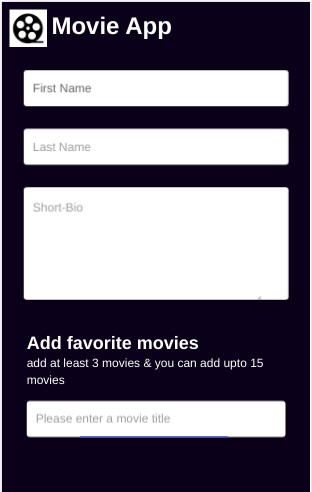 Movie App
First Name
Last Name
Short-Bio
Add favorite movies
add at least 3 movies & you can add upto 15
movies
Please enter a movie title